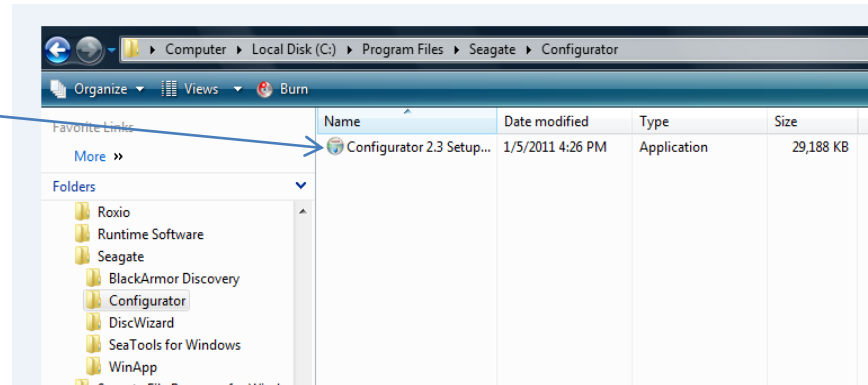 Computer Local Disk (C:) Program Files Seagate Configurator
Organize Views Burn
Favorite Links
More »
Folders
Roxio
Runtime Software
Seagate
BlackArmor Discovery
Configurator
DiscWizard
SeaTools for Windows
WinApp
Name Date modified Type Size
Configurator 2.3 Setup... 1/5/2011 4:26 PM Application 29,188 KB